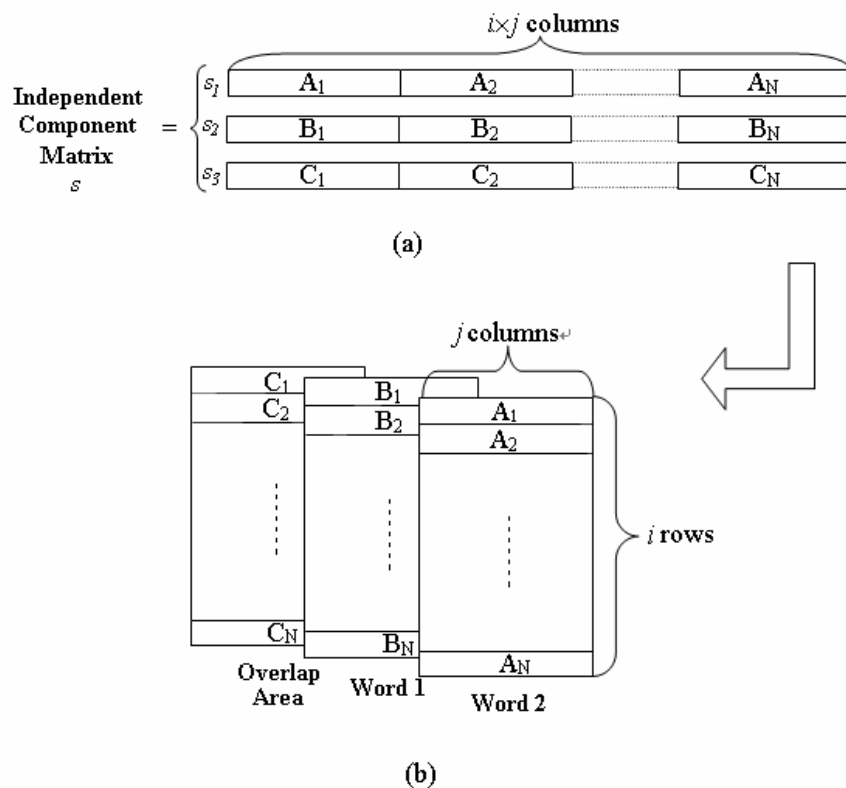 i×j columns
Independent
Component
Matrix
s
=
s1 A1 A2 AN
s2 B1 B2 BN
s3 C1 C2 CN
(a)
j columns↵
C1
C2
CN
B1
B2
BN
A1
A2
AN
i rows
Overlap
Area
Word 1
Word 2
(b)